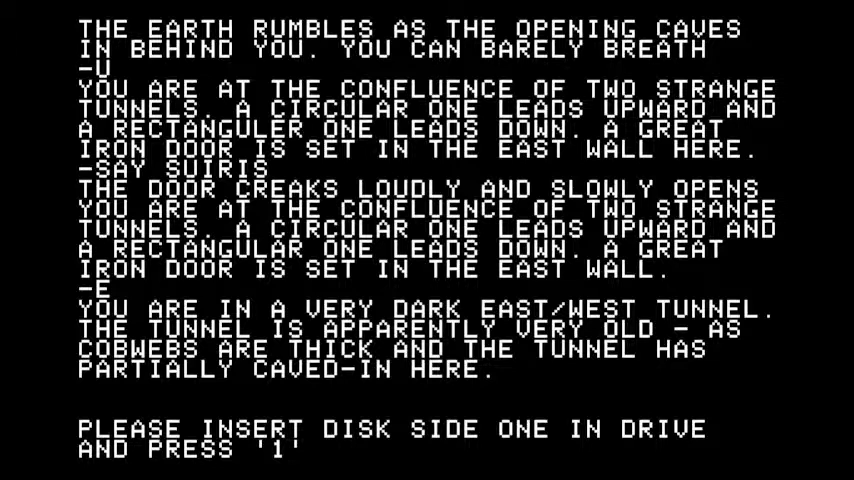 THE EARTH RUMBLES AS THE OPENING CAVES
IN BEHIND YOU. YOU CAN BARELY BREATH
-U
YOU ARE AT THE CONFLUENCE OF TWO STRANGE
TUNNELS. A CIRCULAR ONE LEADS UPWARD AND
A RECTANGULER ONE LEADS DOWN. A GREAT
IRON DOOR IS SET IN THE EAST WALL HERE.
-SAY SUIRIS
THE DOOR CREAKS LOUDLY AND SLOWLY OPENS
YOU ARE AT THE CONFLUENCE OF TWO STRANGE
TUNNELS. A CIRCULAR ONE LEADS UPWARD AND
A RECTANGULAR ONE LEADS DOWN. A GREAT
IRON DOOR IS SET IN THE EAST WALL.
-E
YOU ARE IN A VERY DARK EAST/WEST TUNNEL.
THE TUNNEL IS APPARENTLY VERY OLD - AS
COBWEBS ARE THICK AND THE TUNNEL HAS
PARTIALLY CAVED-IN HERE.
PLEASE INSERT DISK SIDE ONE IN DRIVE
AND PRESS '1'